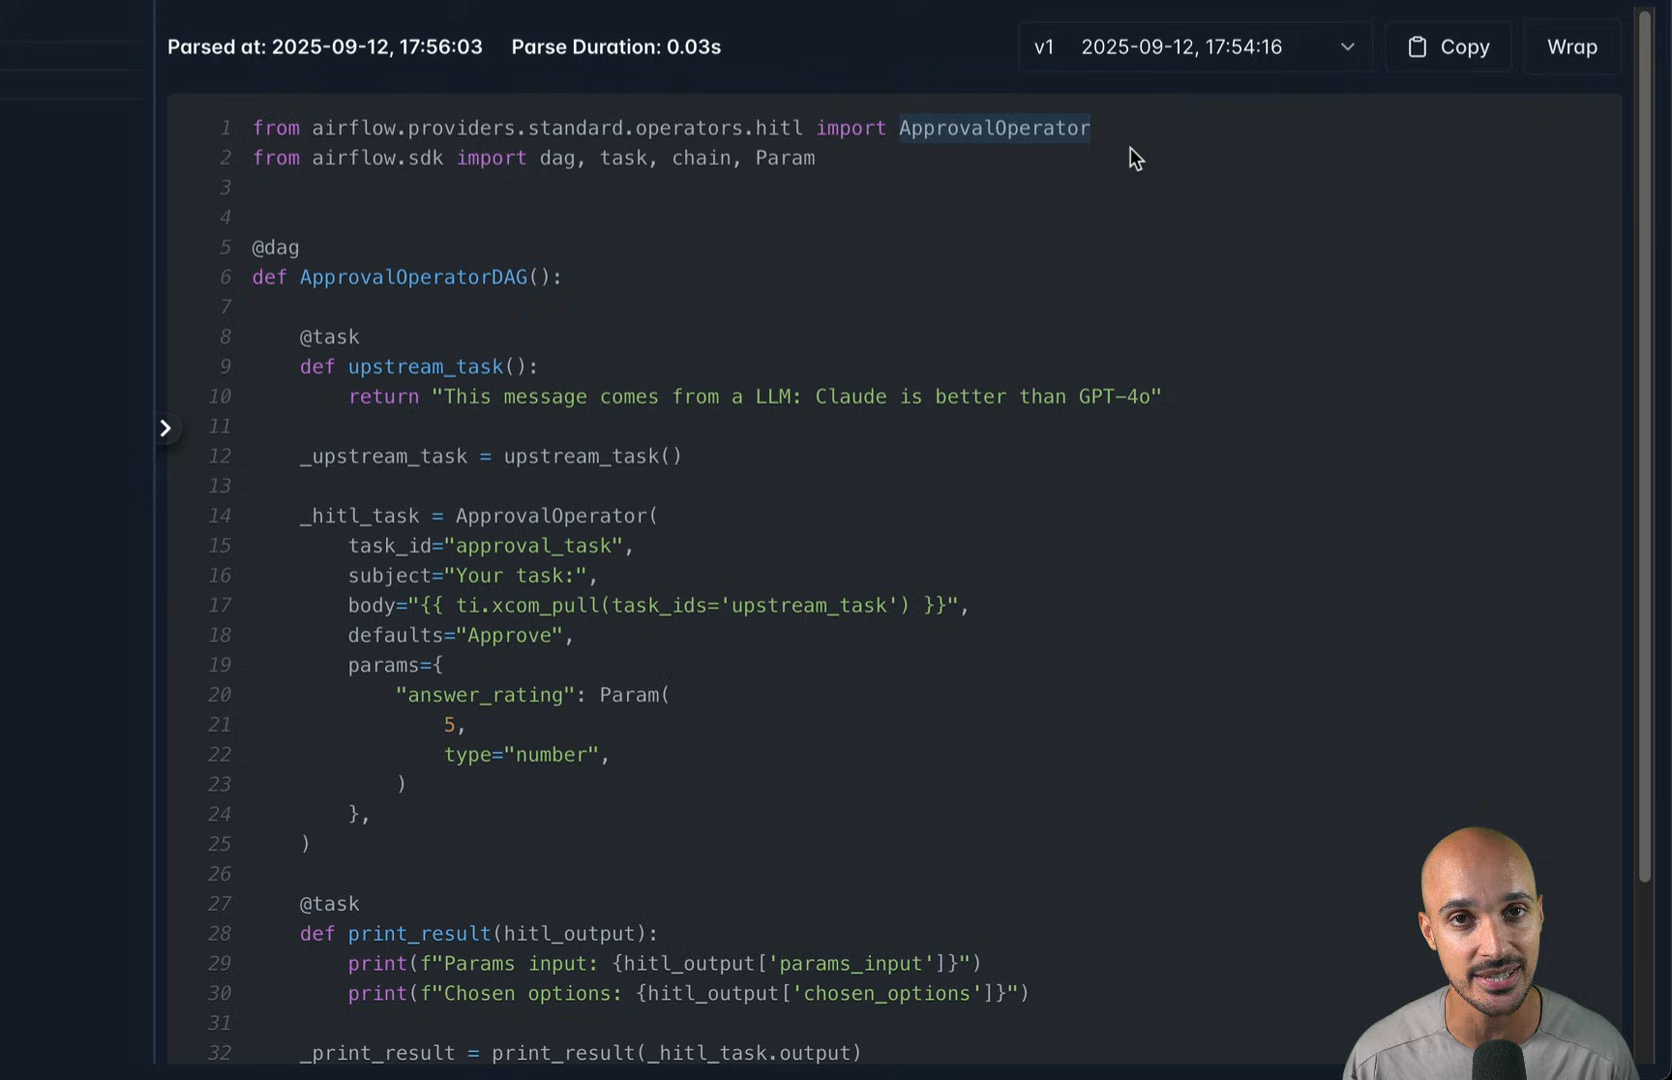 Parsed at: 2025-09-12, 17:56:03 Parse Duration: 0.03s v1 2025-09-12, 17:54:16 Copy Wrap
1 from airflow.providers.standard.operators.hitl import ApprovalOperator
2 from airflow.sdk import dag, task, chain, Param
3
4
5 @dag
6 def ApprovalOperatorDAG():
7
8     @task
9     def upstream_task():
10         return "This message comes from a LLM: Claude is better than GPT-4o"
11
12     _upstream_task = upstream_task()
13
14     _hitl_task = ApprovalOperator(
15         task_id="approval_task",
16         subject="Your task:",
17         body="{{ ti.xcom_pull(task_ids='upstream_task') }}",
18         defaults="Approve",
19         params={
20             "answer_rating": Param(
21                 5,
22                 type="number",
23             )
24         },
25     )
26
27     @task
28     def print_result(hitl_output):
29         print(f"Params input: {hitl_output['params_input']}")
30         print(f"Chosen options: {hitl_output['chosen_options']}")
31
32     _print_result = print_result(_hitl_task.output)